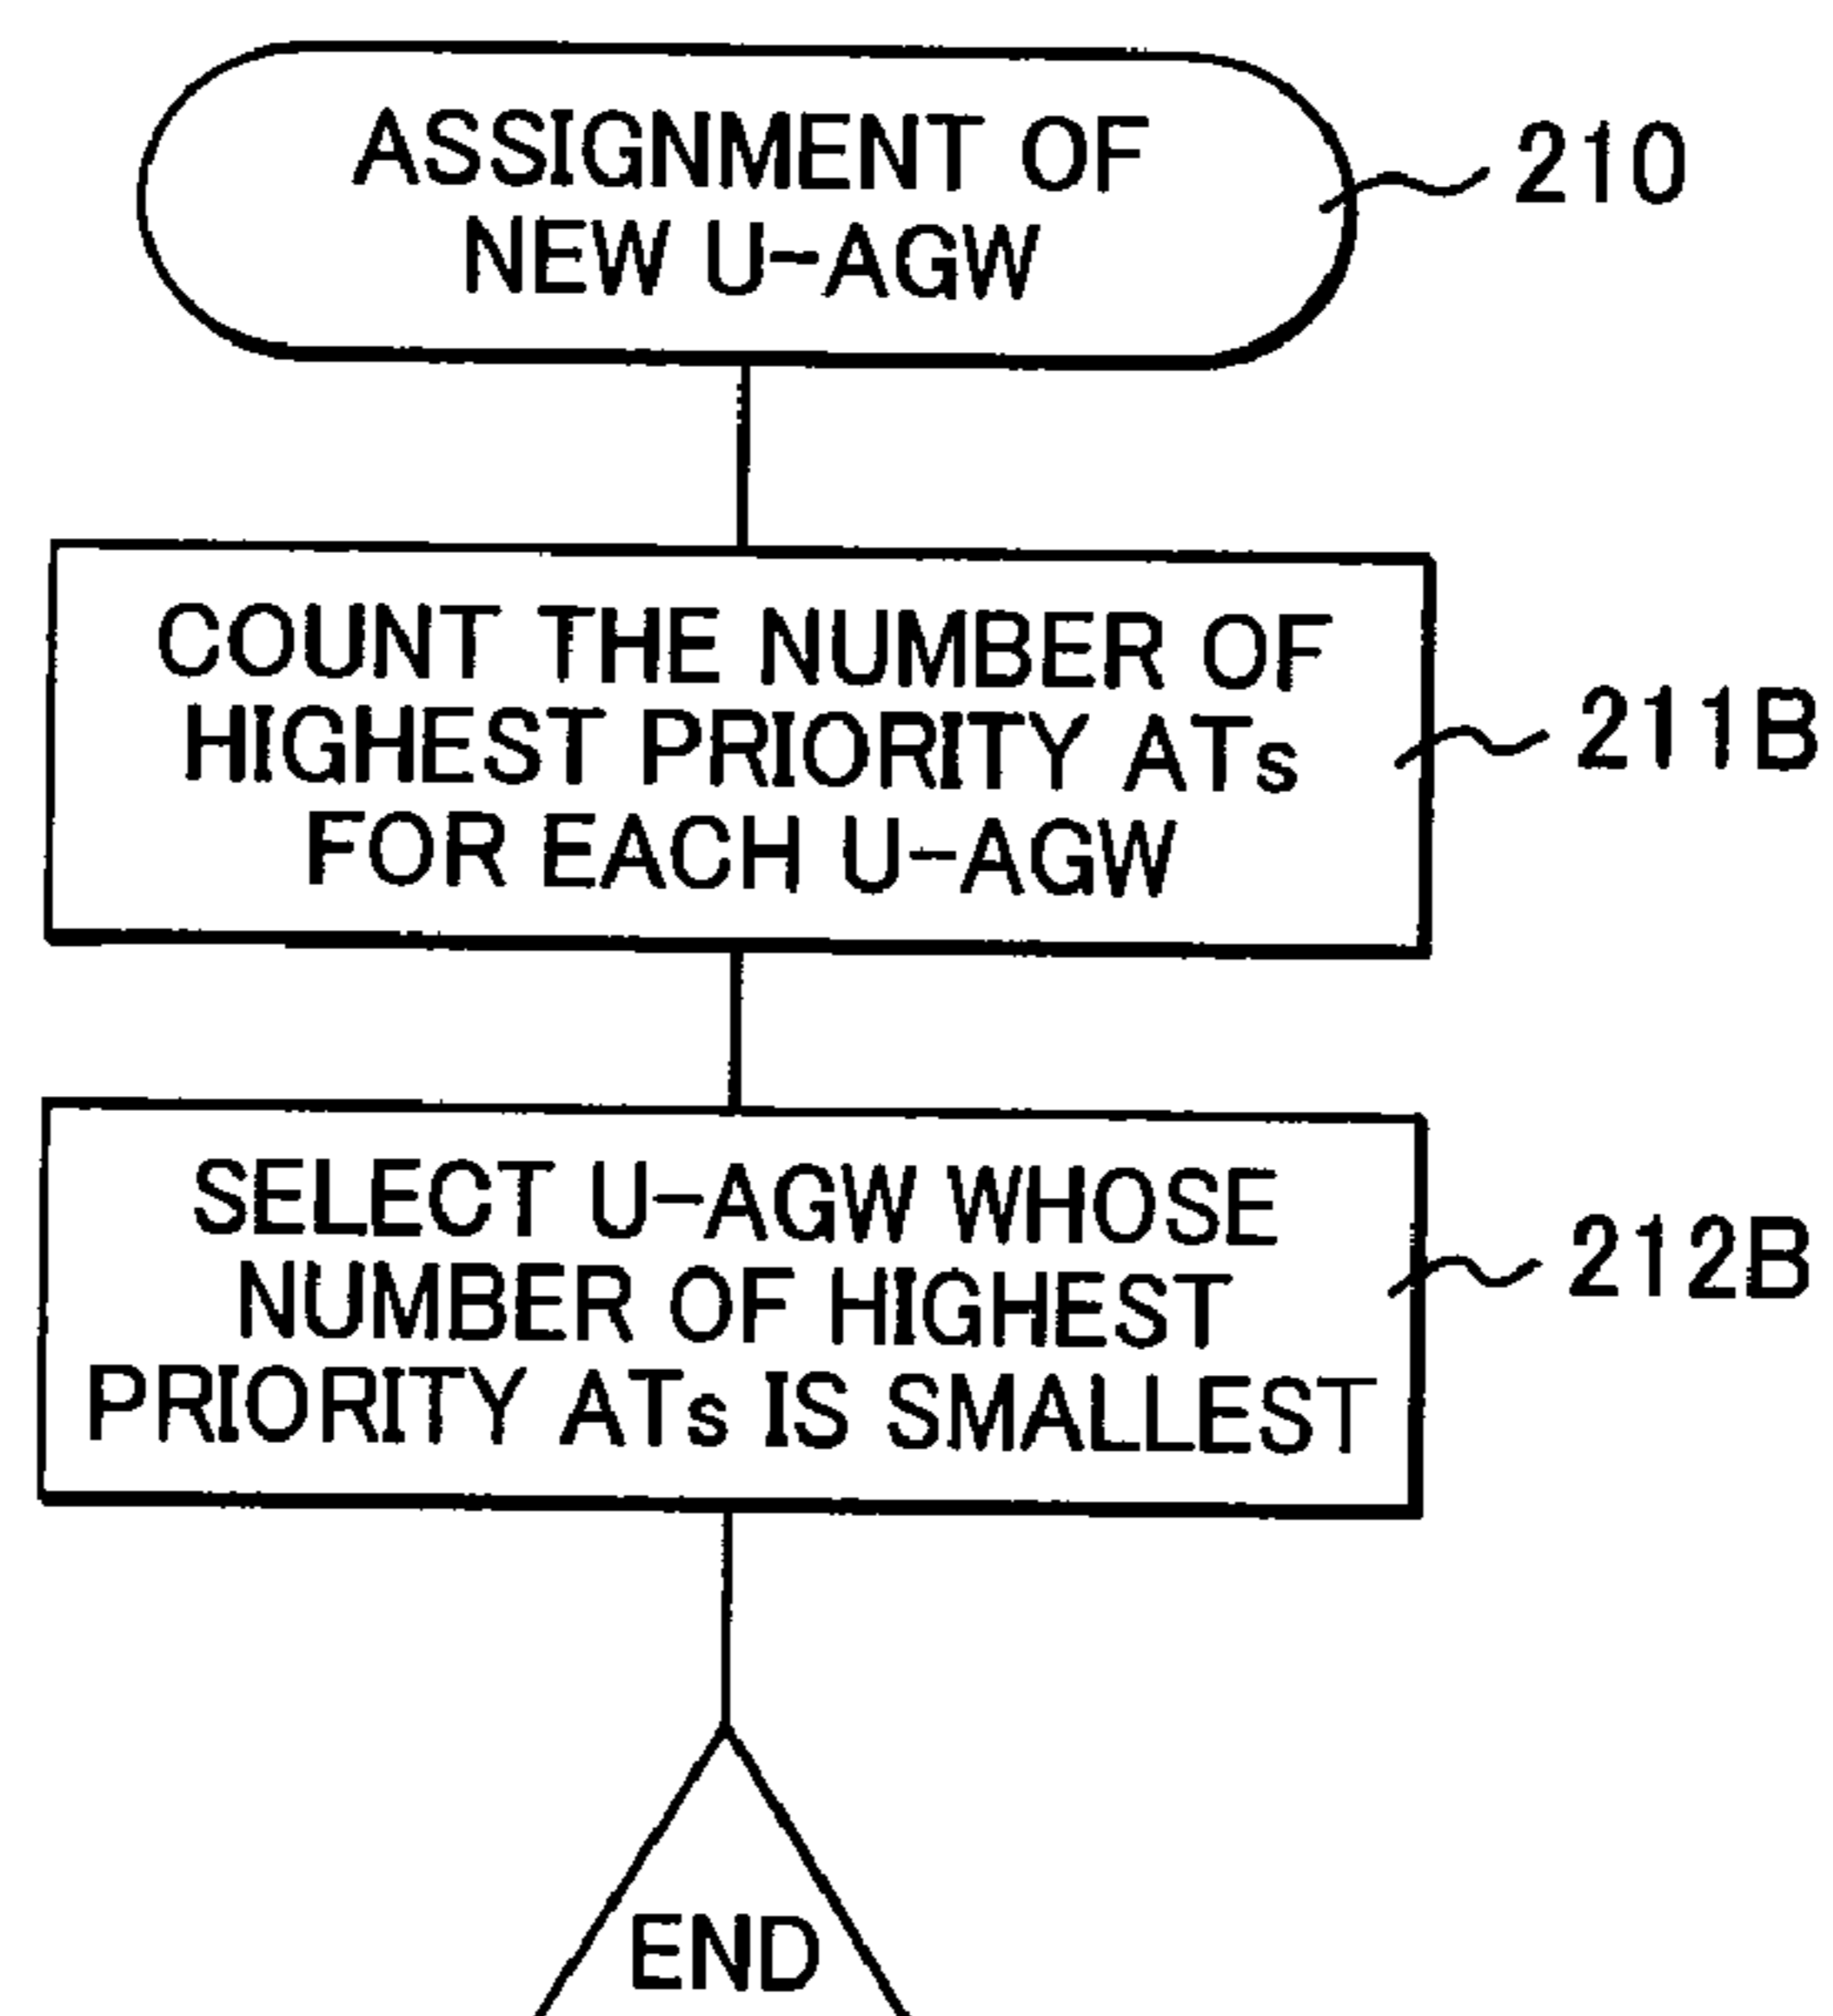 ASSIGNMENT OF
NEW U-AGW
210
COUNT THE NUMBER OF
HIGHEST PRIORITY ATs
FOR EACH U-AGW
211B
SELECT U-AGW WHOSE
NUMBER OF HIGHEST
PRIORITY ATs IS SMALLEST
212B
END